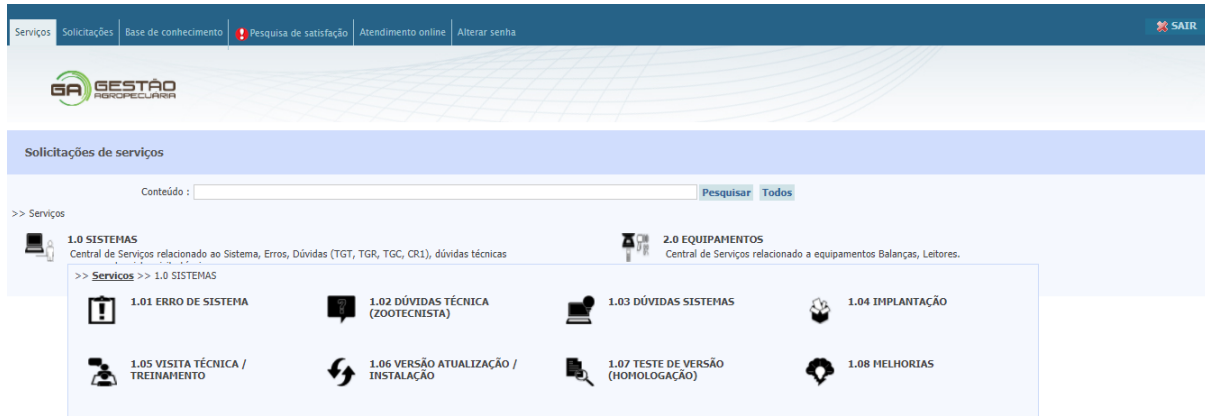 Serviços Solicitações Base de conhecimento Pesquisa de satisfação Atendimento online Alterar senha SAIR
GA GESTÃO
AGROPECUÁRIA
Solicitações de serviços
Conteúdo : Pesquisar Todos
>> Serviços
1.0 SISTEMAS
Central de Serviços relacionado ao Sistema, Erros, Dúvidas (TGT, TGR, TGC, CR1), dúvidas técnicas
2.0 EQUIPAMENTOS
Central de Serviços relacionado a equipamentos Balanças, Leitores.
>> Serviços >> 1.0 SISTEMAS
1.01 ERRO DE SISTEMA
1.02 DÚVIDAS TÉCNICA
(ZOOTECNISTA)
1.03 DÚVIDAS SISTEMAS
1.04 IMPLANTAÇÃO
1.05 VISITA TÉCNICA /
TREINAMENTO
1.06 VERSÃO ATUALIZAÇÃO /
INSTALAÇÃO
1.07 TESTE DE VERSÃO
(HOMOLOGAÇÃO)
1.08 MELHORIAS